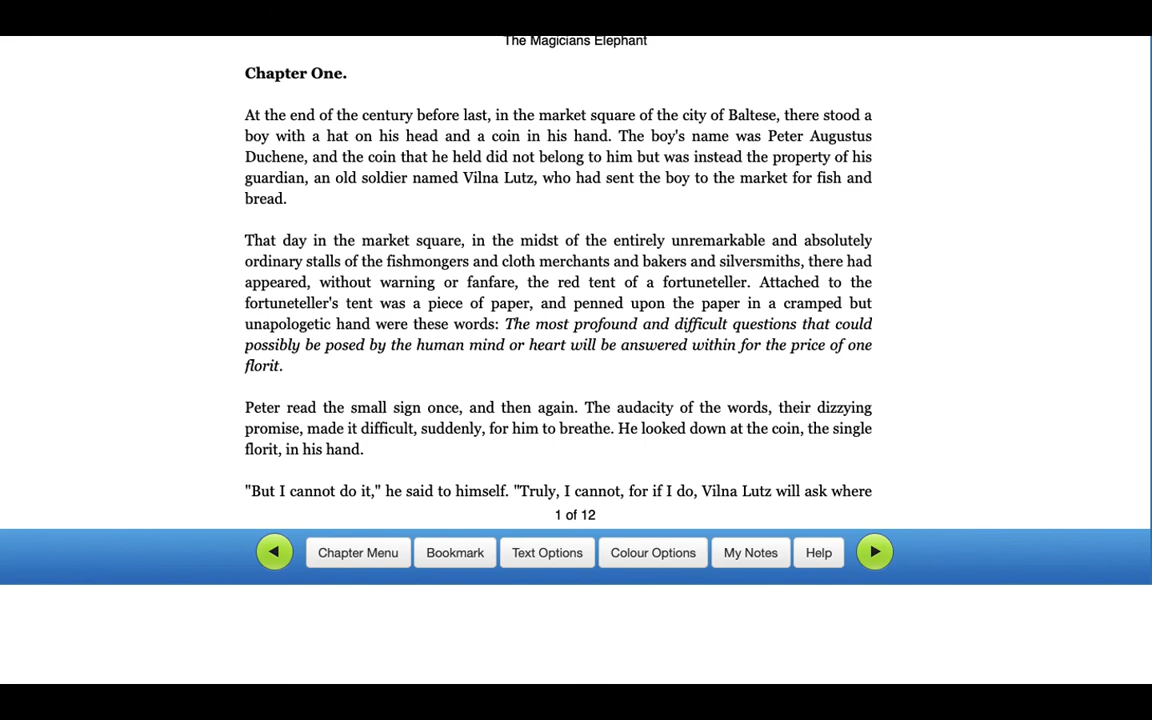 The Magicians Elephant
Chapter One.
At the end of the century before last, in the market square of the city of Baltese, there stood a
boy with a hat on his head and a coin in his hand. The boy's name was Peter Augustus
Duchene, and the coin that he held did not belong to him but was instead the property of his
guardian, an old soldier named Vilna Lutz, who had sent the boy to the market for fish and
bread.
That day in the market square, in the midst of the entirely unremarkable and absolutely
ordinary stalls of the fishmongers and cloth merchants and bakers and silversmiths, there had
appeared, without warning or fanfare, the red tent of a fortuneteller. Attached to the
fortuneteller's tent was a piece of paper, and penned upon the paper in a cramped but
unapologetic hand were these words: The most profound and difficult questions that could
possibly be posed by the human mind or heart will be answered within for the price of one
florit.
Peter read the small sign once, and then again. The audacity of the words, their dizzying
promise, made it difficult, suddenly, for him to breathe. He looked down at the coin, the single
florit, in his hand.
"But I cannot do it," he said to himself. "Truly, I cannot, for if I do, Vilna Lutz will ask where
1 of 12
Chapter Menu Bookmark Text Options Colour Options My Notes Help